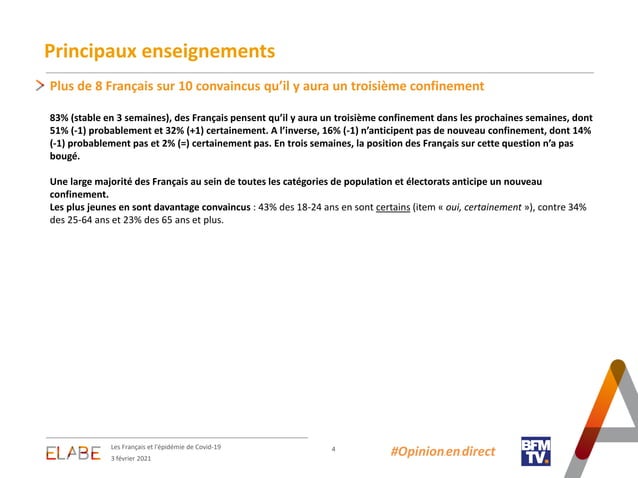 Principaux enseignements
Plus de 8 Français sur 10 convaincus qu’il y aura un troisième confinement
83% (stable en 3 semaines), des Français pensent qu’il y aura un troisième confinement dans les prochaines semaines, dont
51% (-1) probablement et 32% (+1) certainement. A l’inverse, 16% (-1) n’anticipent pas de nouveau confinement, dont 14%
(-1) probablement pas et 2% (=) certainement pas. En trois semaines, la position des Français sur cette question n’a pas
bougé.
Une large majorité des Français au sein de toutes les catégories de population et électorats anticipe un nouveau
confinement.
Les plus jeunes en sont davantage convaincus : 43% des 18-24 ans en sont certains (item « oui, certainement »), contre 34%
des 25-64 ans et 23% des 65 ans et plus.
ELABE
Les Français et l’épidémie de Covid-19
3 février 2021
4
#Opinionendirect
BFM
TV.